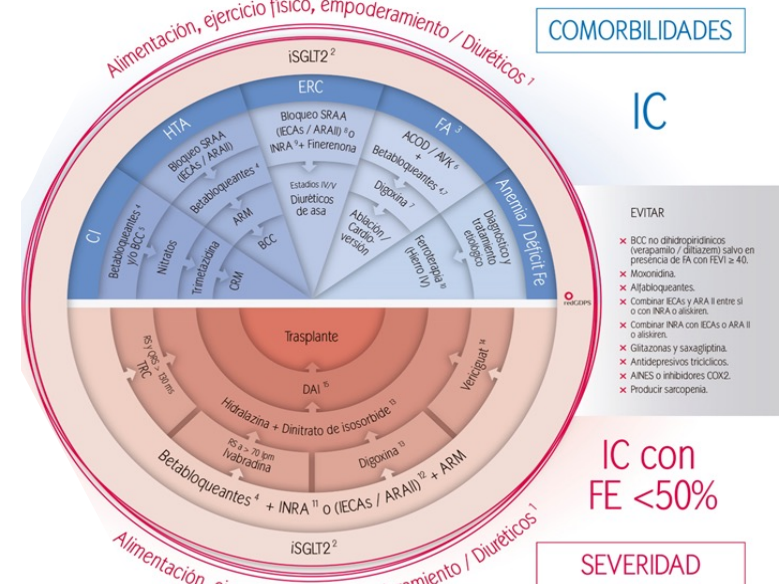 Alimentación, ejercicio físico, empoderamiento / Diuréticos 1
COMORBILIDADES
IC
iSGLT2 2
CI
HTA
ERC
FA 3
Anemia / Déficit Fe
Betabloqueantes 4
y/o BCC 5
Nitratos
Trimetazidina
CRM
Bloqueo SRAA
(IECAs / ARAII)
Betabloqueantes 4
ARM
BCC
Bloqueo SRAA
(IECAs / ARAII) 8 o
INRA 9 + Finerenona
Estadios IV/V
Diuréticos
de asa
ACOD / AVK 6
+
Betabloqueantes 4,7
Digoxina 7
Ablación /
Cardio-
versión
Diagnóstico y
tratamiento
etiológico
Ferroterapia 10
(Hierro IV)
EVITAR
× BCC no dihidropiridínicos
(verapamilo / diltiazem) salvo en
presencia de FA con FEVI ≥ 40.
× Moxonidina.
× Alfabloqueantes.
× Combinar IECAs y ARA II entre sí
o con INRA o aliskiren.
× Combinar INRA con IECAs o ARA II
o aliskiren.
× Glitazonas y saxagliptina.
× Antidepresivos tricíclicos.
× AINES o inhibidores COX2.
× Producir sarcopenia.
redGDPS
Trasplante
DAI 15
Hidralazina + Dinitrato de isosorbide 13
RS y QRS > 130 ms
TRC
RS a > 70 lpm
Ivabradina
Digoxina 13
Vericiguat 14
Betabloqueantes 4 + INRA 11 o (IECAs / ARAII) 12 + ARM
iSGLT2 2
IC con
FE <50%
Alimentación,
amiento / Diuréticos 1
SEVERIDAD